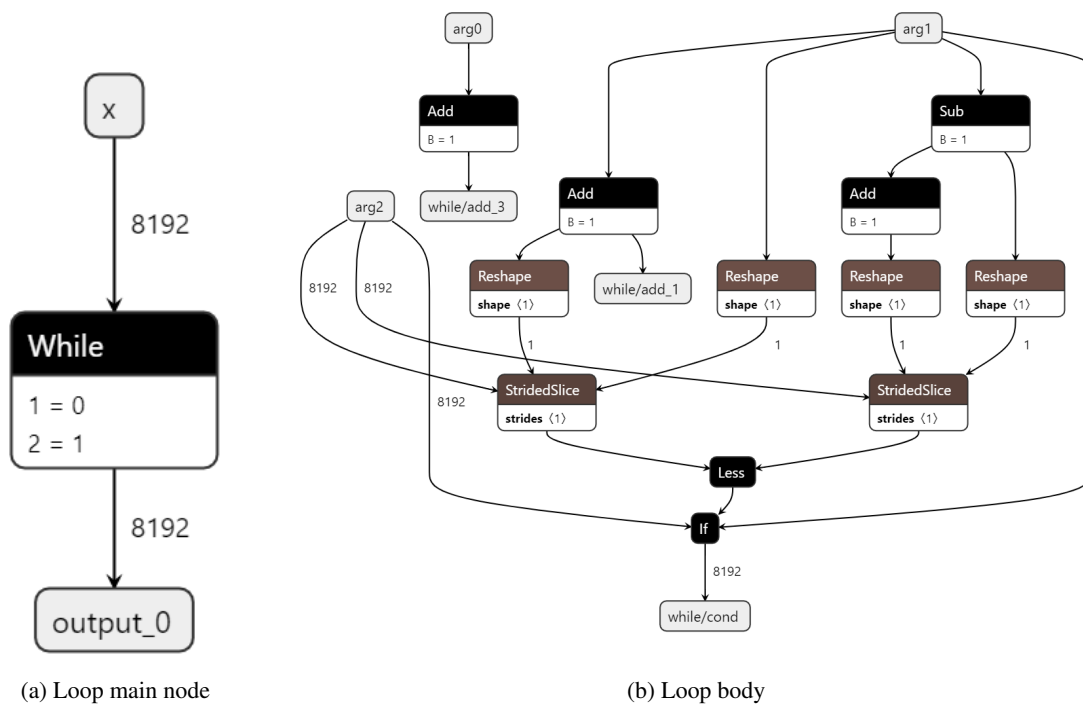 x
8192
While
1 = 0
2 = 1
8192
output_0
(a) Loop main node
arg0
arg1
Add
B = 1
Sub
B = 1
arg2
while/add_3
Add
B = 1
Add
B = 1
8192
8192
Reshape
shape ⟨1⟩
while/add_1
Reshape
shape ⟨1⟩
Reshape
shape ⟨1⟩
Reshape
shape ⟨1⟩
1
1
1
1
StridedSlice
strides ⟨1⟩
StridedSlice
strides ⟨1⟩
8192
Less
If
8192
while/cond
(b) Loop body